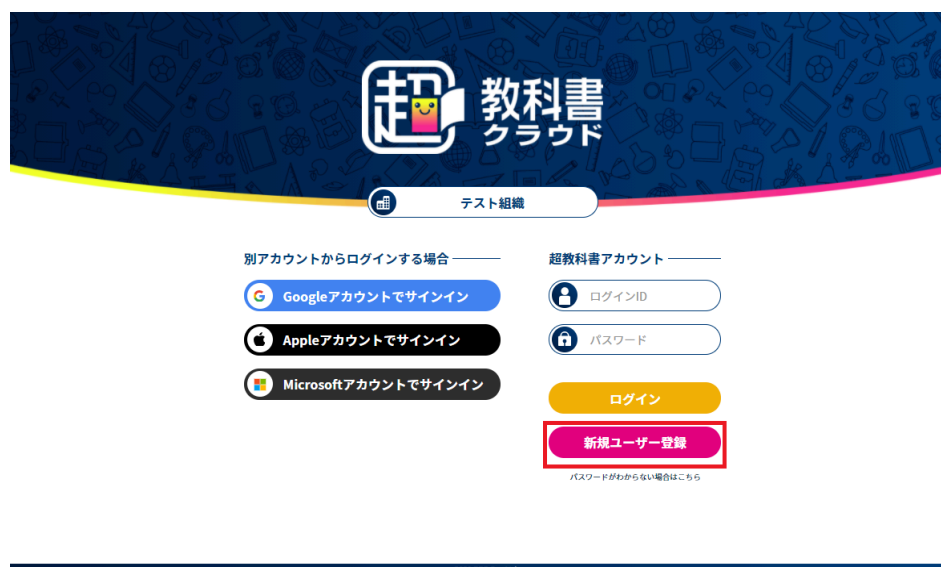 超 教科書
クラウド
テスト組織
別アカウントからログインする場合
Googleアカウントでサインイン
Appleアカウントでサインイン
Microsoftアカウントでサインイン
超教科書アカウント
ログインID
パスワード
ログイン
新規ユーザー登録
パスワードがわからない場合はこちら